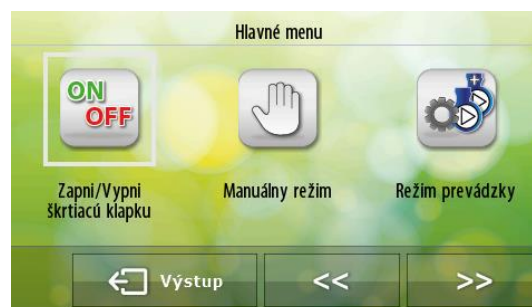 Hlavné menu
ON
OFF
Zapni/Vypni
škrtiacú klapku
Manuálny režim
Režim prevádzky
Výstup
<<
>>